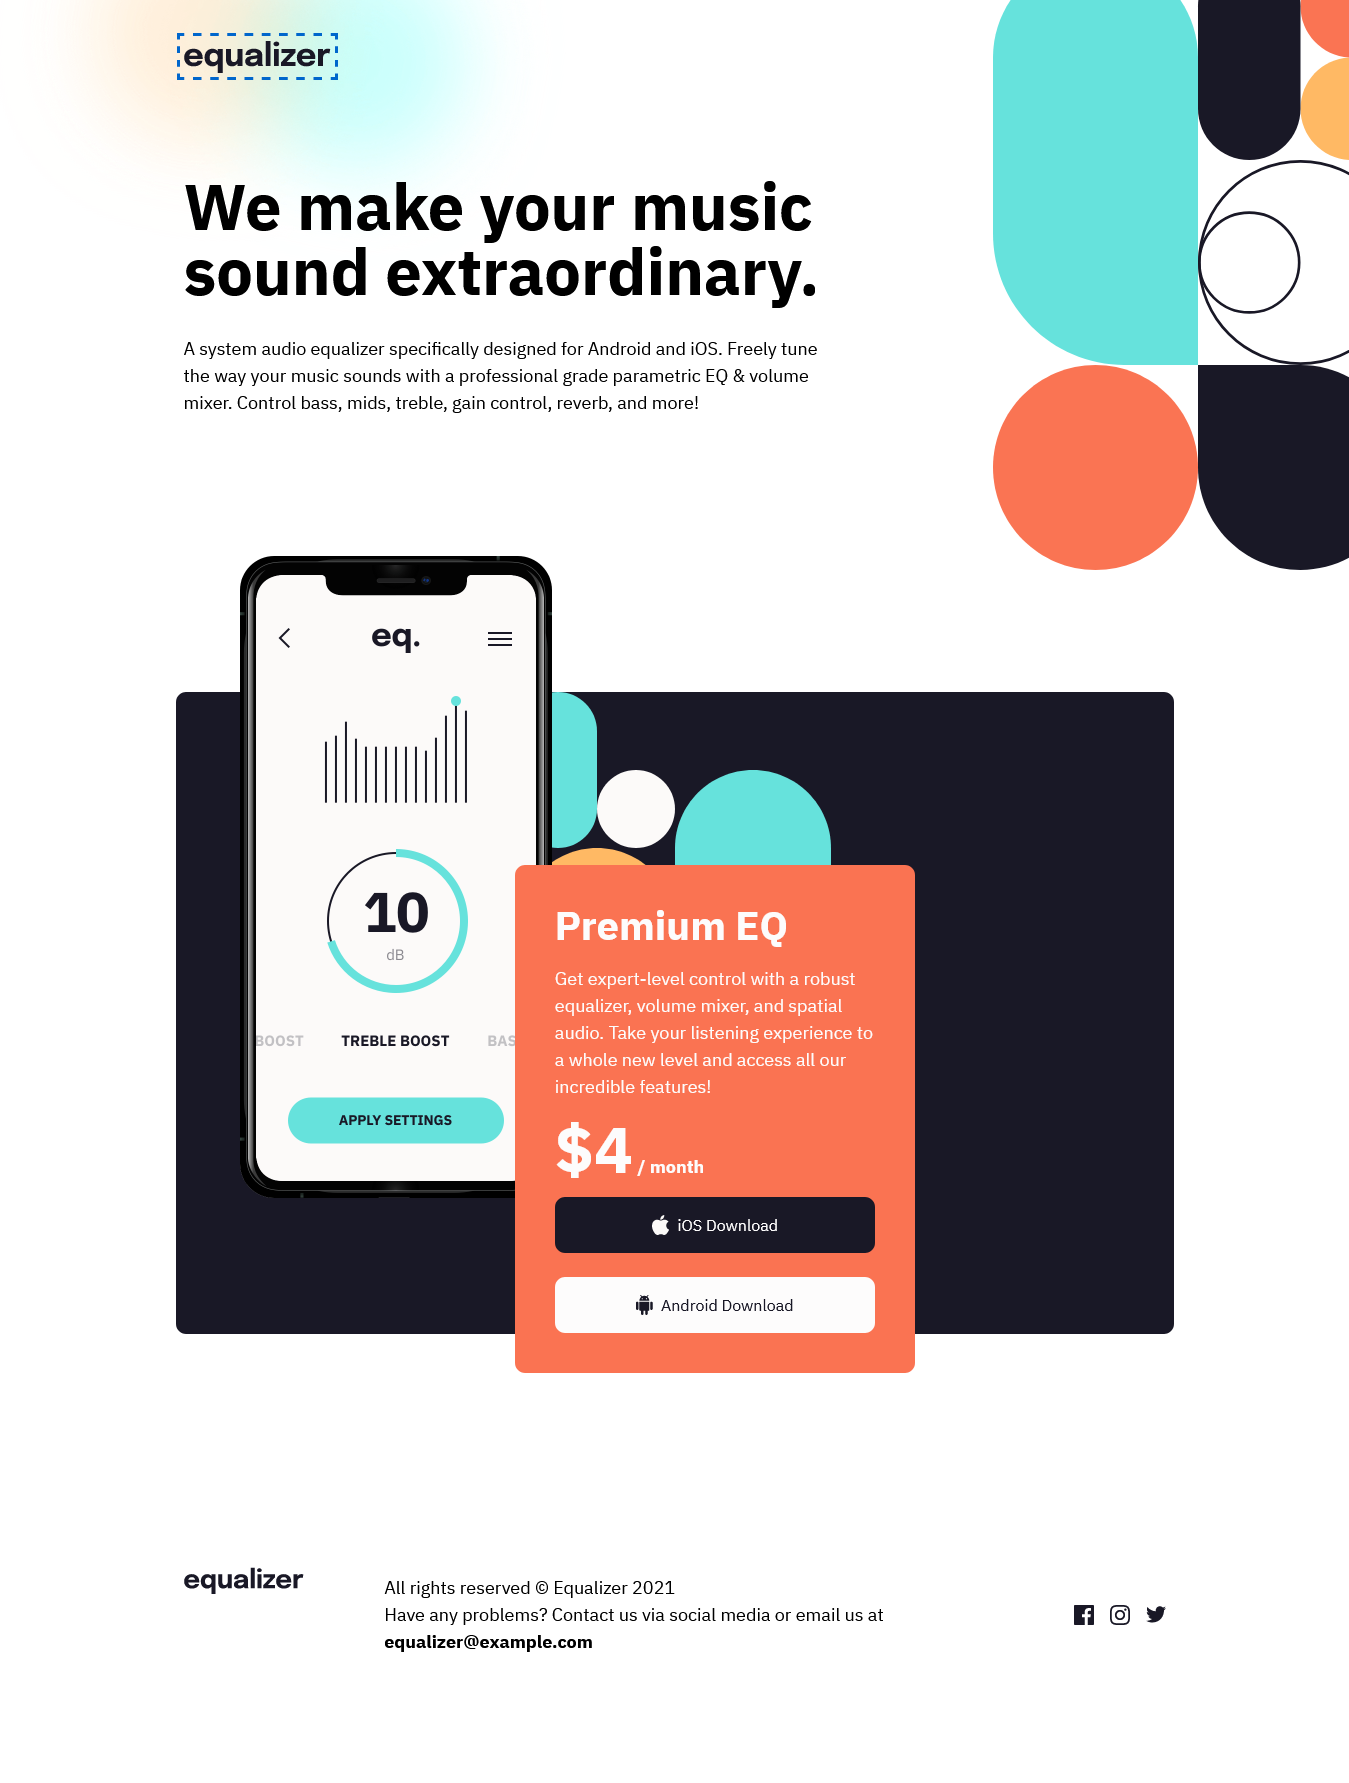 equalizer
We make your music
sound extraordinary.
A system audio equalizer specifically designed for Android and iOS. Freely tune
the way your music sounds with a professional grade parametric EQ & volume
mixer. Control bass, mids, treble, gain control, reverb, and more!
eq.
10
dB
BOOST TREBLE BOOST BAS
APPLY SETTINGS
Premium EQ
Get expert-level control with a robust
equalizer, volume mixer, and spatial
audio. Take your listening experience to
a whole new level and access all our
incredible features!
$4 / month
iOS Download
Android Download
equalizer
All rights reserved © Equalizer 2021
Have any problems? Contact us via social media or email us at
equalizer@example.com